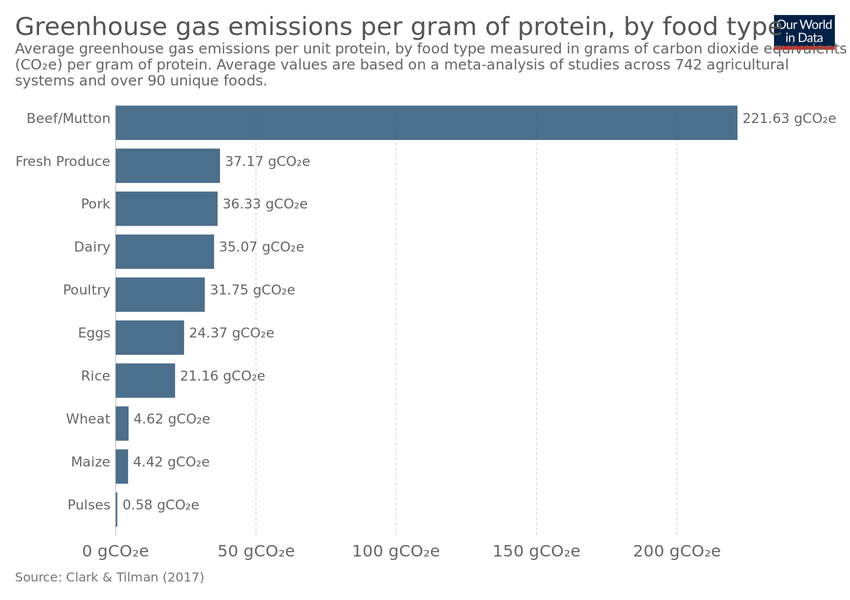 Greenhouse gas emissions per gram of protein, by food type
Our World
in Data
Average greenhouse gas emissions per unit protein, by food type measured in grams of carbon dioxide equivalents
(CO₂e) per gram of protein. Average values are based on a meta-analysis of studies across 742 agricultural
systems and over 90 unique foods.
Beef/Mutton 221.63 gCO₂e
Fresh Produce 37.17 gCO₂e
Pork 36.33 gCO₂e
Dairy 35.07 gCO₂e
Poultry 31.75 gCO₂e
Eggs 24.37 gCO₂e
Rice 21.16 gCO₂e
Wheat 4.62 gCO₂e
Maize 4.42 gCO₂e
Pulses 0.58 gCO₂e
0 gCO₂e 50 gCO₂e 100 gCO₂e 150 gCO₂e 200 gCO₂e
Source: Clark & Tilman (2017)